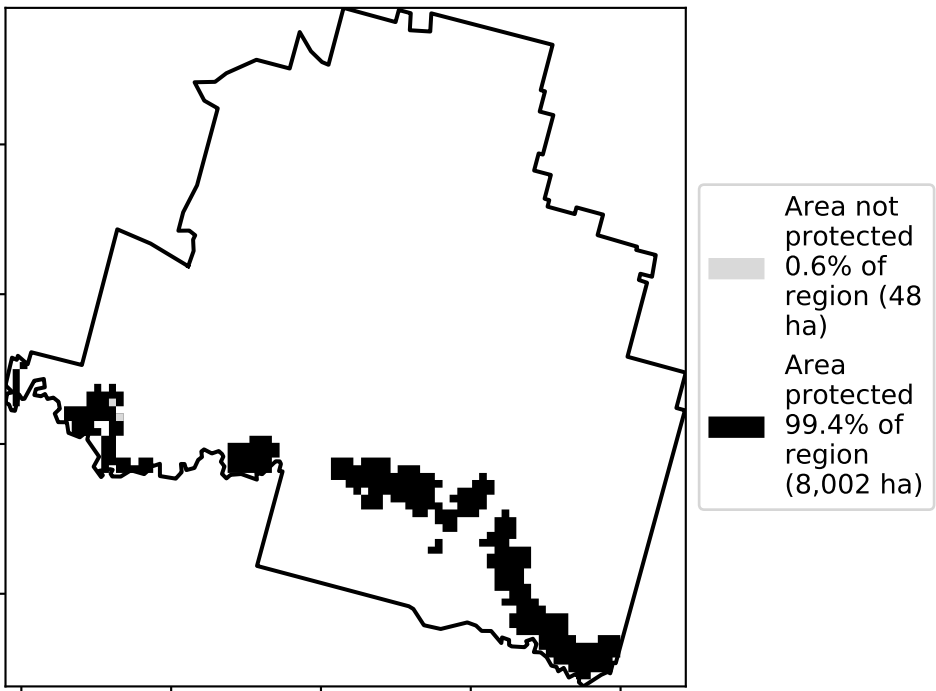 Area not
protected
0.6% of
region (48
ha)
Area
protected
99.4% of
region
(8,002 ha)